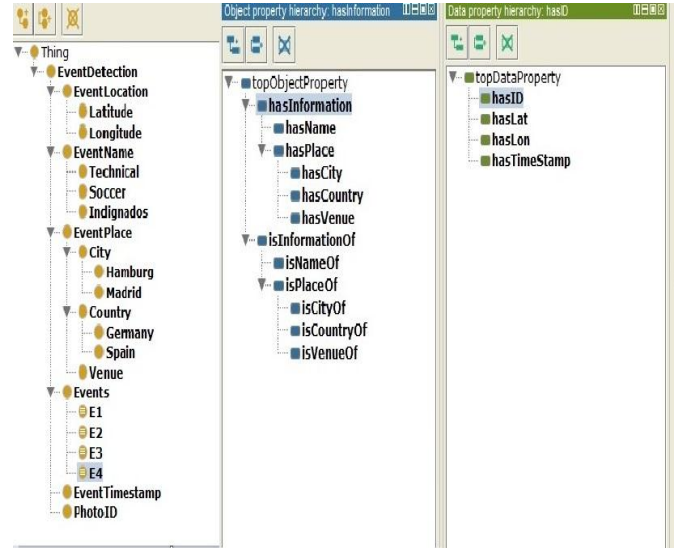 Thing
EventDetection
EventLocation
Latitude
Longitude
EventName
Technical
Soccer
Indignados
EventPlace
City
Hamburg
Madrid
Country
Germany
Spain
Venue
Events
E1
E2
E3
E4
EventTimestamp
PhotoID
Object property hierarchy: hasInformation
topObjectProperty
hasInformation
hasName
hasPlace
hasCity
hasCountry
hasVenue
isInformationOf
isNameOf
isPlaceOf
isCityOf
isCountryOf
isVenueOf
Data property hierarchy: hasID
topDataProperty
hasID
hasLat
hasLon
hasTimeStamp